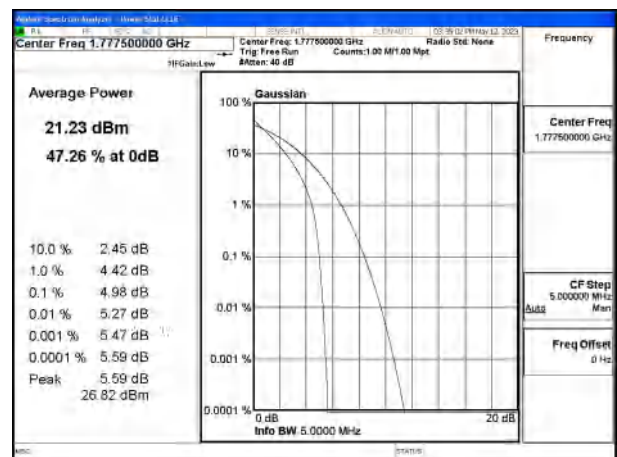 Center Freq 1.777500000 GHz
Center Freq: 1.777500000 GHz
Radio Std: None
Trig: Free Run
Counts:1.00 M/1.00 Mpt
#IFGain:Low
#Atten: 40 dB
Frequency
Average Power
21.23 dBm
47.26 % at 0dB
10.0 % 2.45 dB
1.0 % 4.42 dB
0.1 % 4.98 dB
0.01 % 5.27 dB
0.001 % 5.47 dB
0.0001 % 5.59 dB
Peak 5.59 dB
26.82 dBm
Gaussian
100 %
10 %
1 %
0.1 %
0.01 %
0.001 %
0.0001 %
0 dB
20 dB
Info BW 5.0000 MHz
Center Freq
1.777500000 GHz
CF Step
5.000000 MHz
Auto Man
Freq Offset
0 Hz
MSG
STATUS